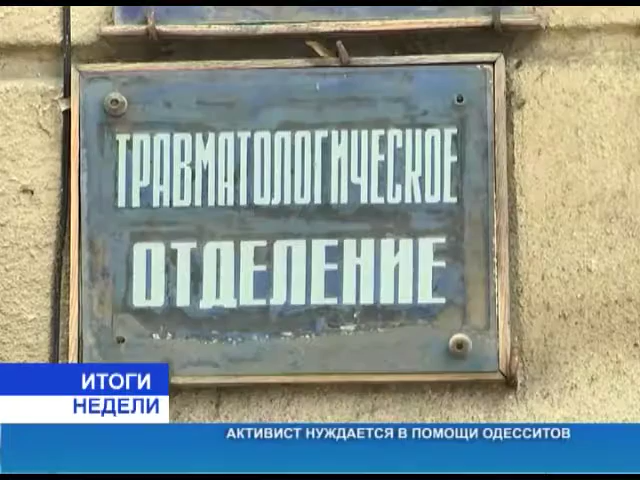 ТРАВМАТОЛОГИЧЕСКОЕ
ОТДЕЛЕНИЕ
ИТОГИ
НЕДЕЛИ
АКТИВИСТ НУЖДАЕТСЯ В ПОМОЩИ ОДЕССИТОВ